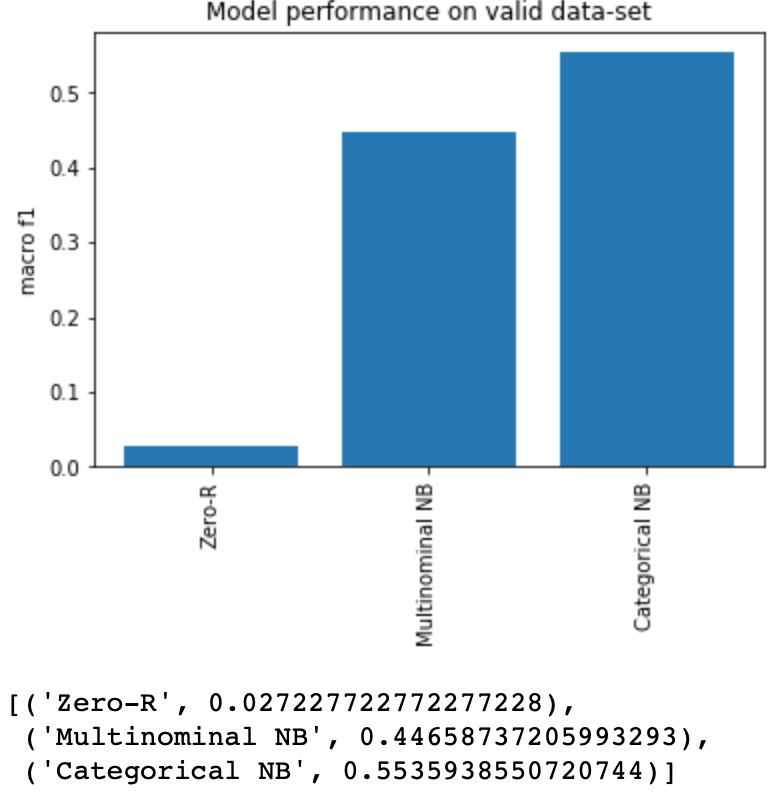 Model performance on valid data-set
0.5
0.4
0.3
0.2
0.1
0.0
macro f1
Zero-R
Multinominal NB
Categorical NB
[('Zero-R', 0.027227722772277228),
('Multinominal NB', 0.44658737205993293),
('Categorical NB', 0.5535938550720744)]